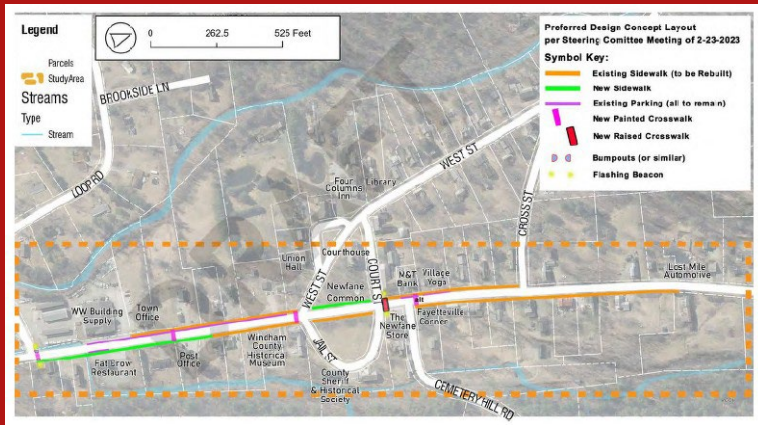 Legend
Parcels
StudyArea
Streams
Type
Stream
0 262.5 525 Feet
Preferred Design Concept Layout
per Steering Comittee Meeting of 2-23-2023
Symbol Key:
Existing Sidewalk (to be Rebuilt)
New Sidewalk
Existing Parking (all to remain)
New Painted Crosswalk
New Raised Crosswalk
Bumpouts (or similar)
Flashing Beacon
DRAFT
BROOKSIDE LN
LOOP RD
WEST ST
CROSS ST
Four
Columns
Inn
Library
Courthouse
Union
Hall
WEST ST
COURT ST
Newfane
Common
M&T
Bank
Village
Yoga
Lost Mile
Automotive
WW Building
Supply
Town
Office
Fat Crow
Restaurant
Post
Office
Windham
County
Historical
Museum
JAIL ST
The
Newfane
Store
Fayetteville
Corner
County
Sheriff
& Historical
Society
CEMETERY HILL RD